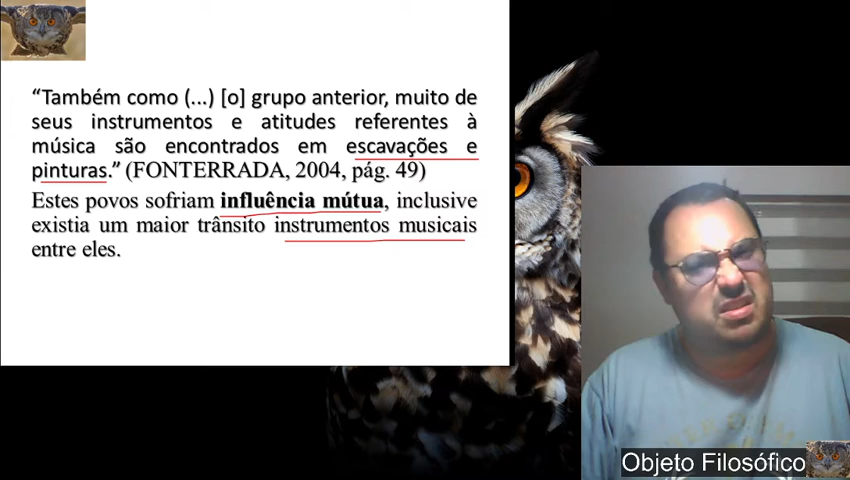 “Também como (...) [o] grupo anterior, muito de
seus instrumentos e atitudes referentes à
música são encontrados em escavações e
pinturas.” (FONTERRADA, 2004, pág. 49)
Estes povos sofriam influência mútua, inclusive
existia um maior trânsito instrumentos musicais
entre eles.
Objeto Filosófico